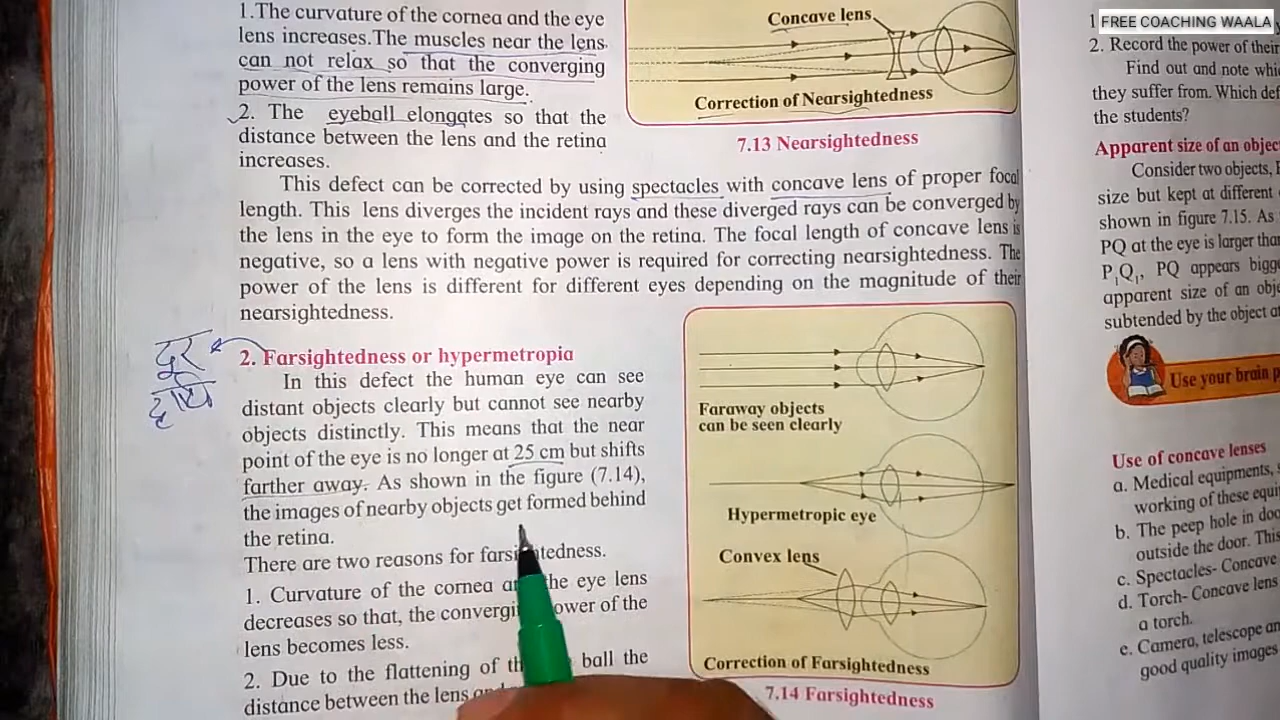 1.The curvature of the cornea and the eye
lens increases.The muscles near the lens
can not relax so that the converging
power of the lens remains large.
2. The eyeball elongates so that the
distance between the lens and the retina
increases.
Concave lens
Correction of Nearsightedness
7.13 Nearsightedness
This defect can be corrected by using spectacles with concave lens of proper focal
length. This lens diverges the incident rays and these diverged rays can be converged by
the lens in the eye to form the image on the retina. The focal length of concave lens is
negative, so a lens with negative power is required for correcting nearsightedness. The
power of the lens is different for different eyes depending on the magnitude of their
nearsightedness.
दूर
2. Farsightedness or hypermetropia
In this defect the human eye can see
distant objects clearly but cannot see nearby
objects distinctly. This means that the near
point of the eye is no longer at 25 cm but shifts
farther away. As shown in the figure (7.14),
the images of nearby objects get formed behind
the retina.
There are two reasons for farsightedness.
1. Curvature of the cornea and the eye lens
decreases so that, the converging power of the
lens becomes less.
2. Due to the flattening of the ball the
distance between the lens
Faraway objects
can be seen clearly
Hypermetropic eye
Convex lens
Correction of Farsightedness
7.14 Farsightedness
FREE COACHING WAALA
1
2. Record the power of their
Find out and note
they suffer from. Which
the students?
Apparent size of an
Consider two objects,
size but kept at different
shown in figure 7.15. As
PQ at the eye is larger
P₁Q₁, PQ appears
apparent size of an
subtended by the object
Use your brain
Use of concave lenses
a. Medical equipments,
working of these
b. The peep hole in
outside the door. This
c. Spectacles- Concave
d. Torch- Concave lens
a torch.
e. Camera, telescope
good quality images